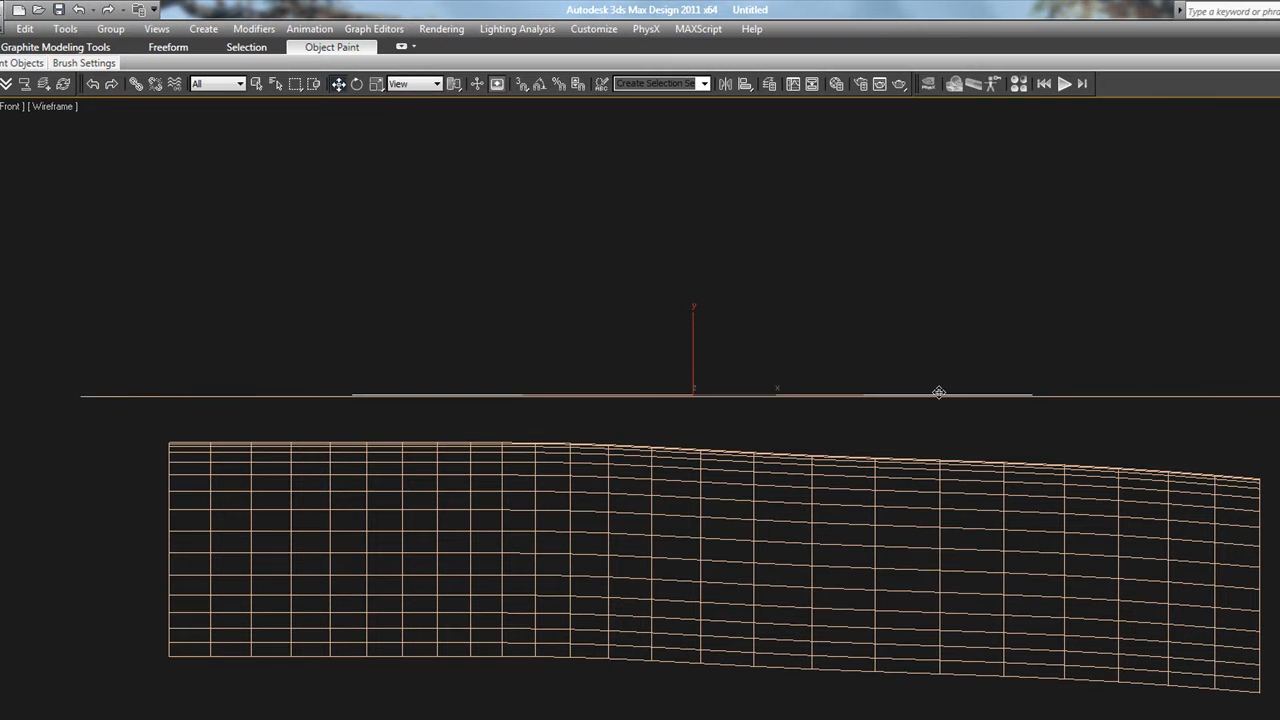 Autodesk 3ds Max Design 2011 x64 Untitled
Type a keyword or phr
Edit Tools Group Views Create Modifiers Animation Graph Editors Rendering Lighting Analysis Customize PhysX MAXScript Help
Graphite Modeling Tools Freeform Selection Object Paint
nt Objects Brush Settings
All View Create Selection Se
Front ] [ Wireframe ]
y
z x